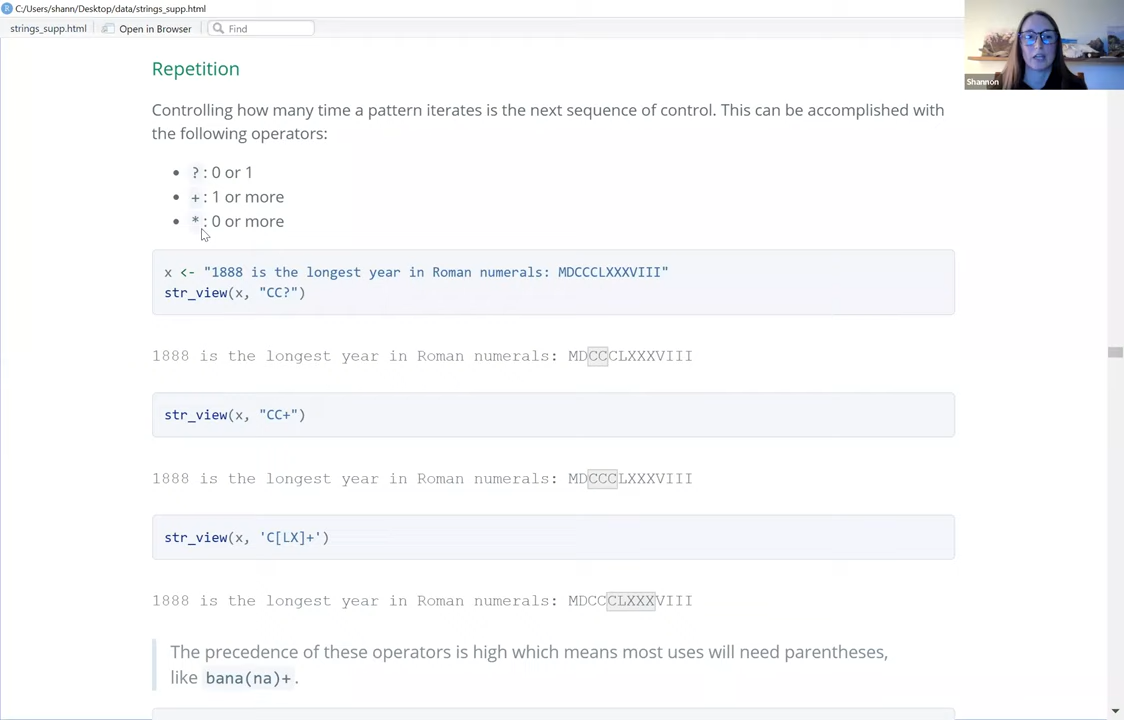 C:/Users/shann/Desktop/data/strings_supp.html
strings_supp.html Open in Browser Find
Shannon
Repetition
Controlling how many time a pattern iterates is the next sequence of control. This can be accomplished with
the following operators:
• ? : 0 or 1
• + : 1 or more
• * : 0 or more
x <- "1888 is the longest year in Roman numerals: MDCCCLXXXVIII"
str_view(x, "CC?")
1888 is the longest year in Roman numerals: MDCCCLXXXVIII
str_view(x, "CC+")
1888 is the longest year in Roman numerals: MDCCCLXXXVIII
str_view(x, 'C[LX]+')
1888 is the longest year in Roman numerals: MDCCCLXXXVIII
The precedence of these operators is high which means most uses will need parentheses,
like bana(na)+ .